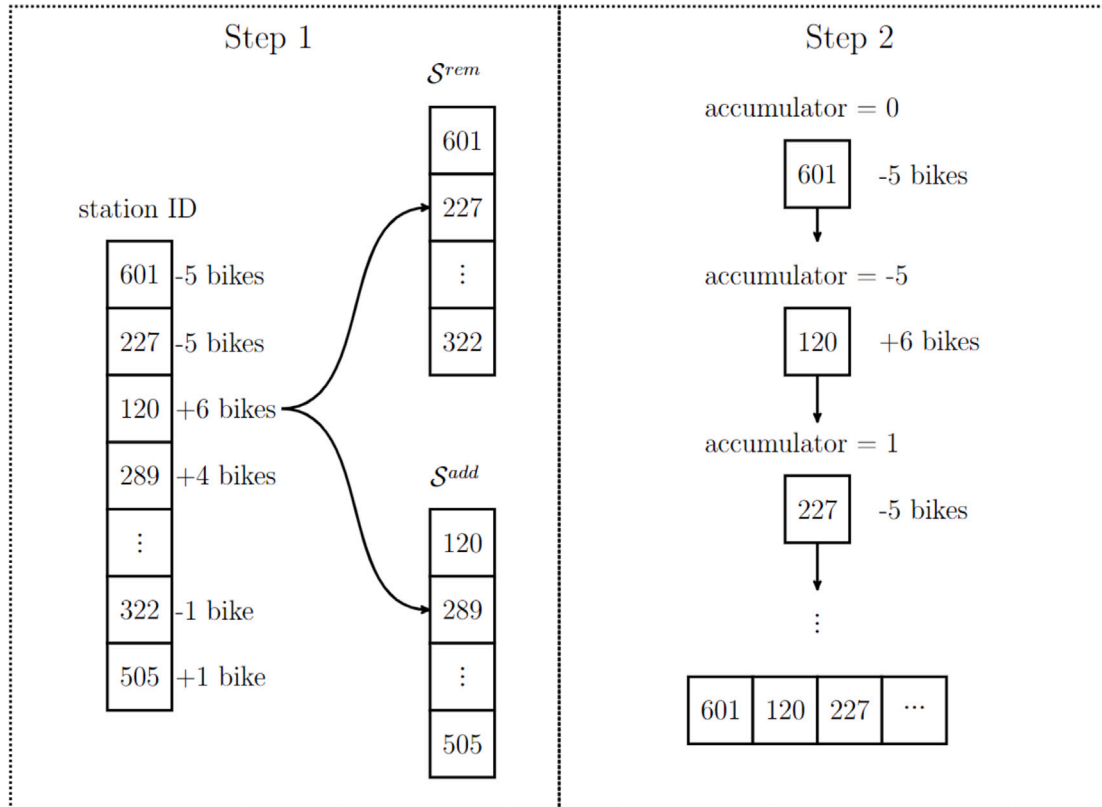 Step 1
station ID
601 -5 bikes
227 -5 bikes
120 +6 bikes
289 +4 bikes
⋮
322 -1 bike
505 +1 bike
𝒮^rem
601
227
⋮
322
𝒮^add
120
289
⋮
505
Step 2
accumulator = 0
601 -5 bikes
accumulator = -5
120 +6 bikes
accumulator = 1
227 -5 bikes
⋮
601 120 227 ...